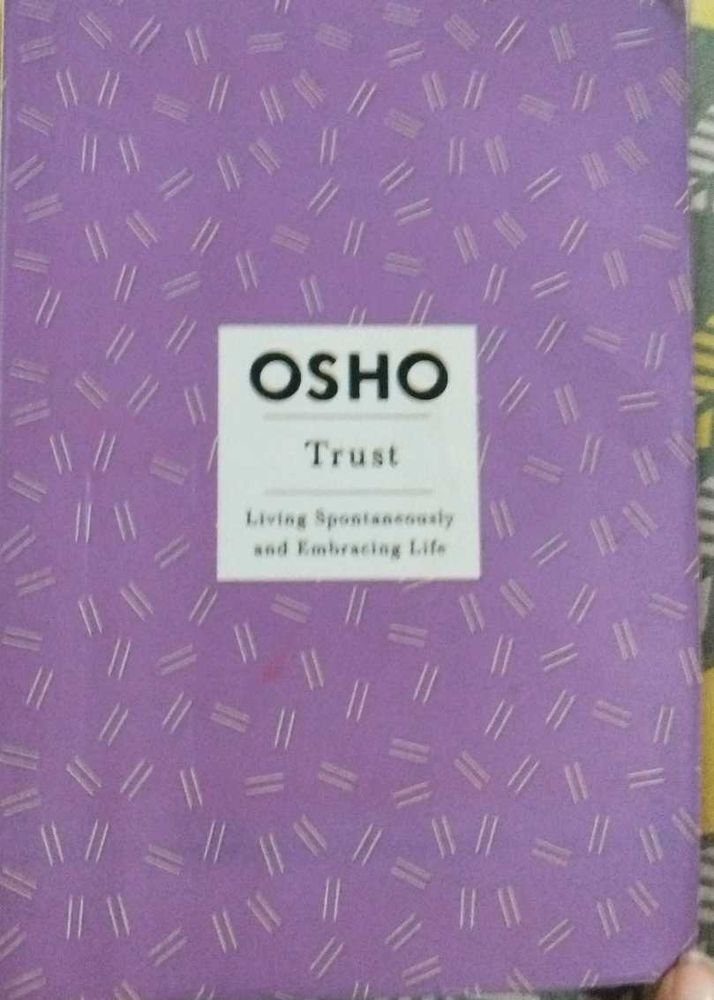 OSHO
Trust
Living Spontaneously
and Embracing Life